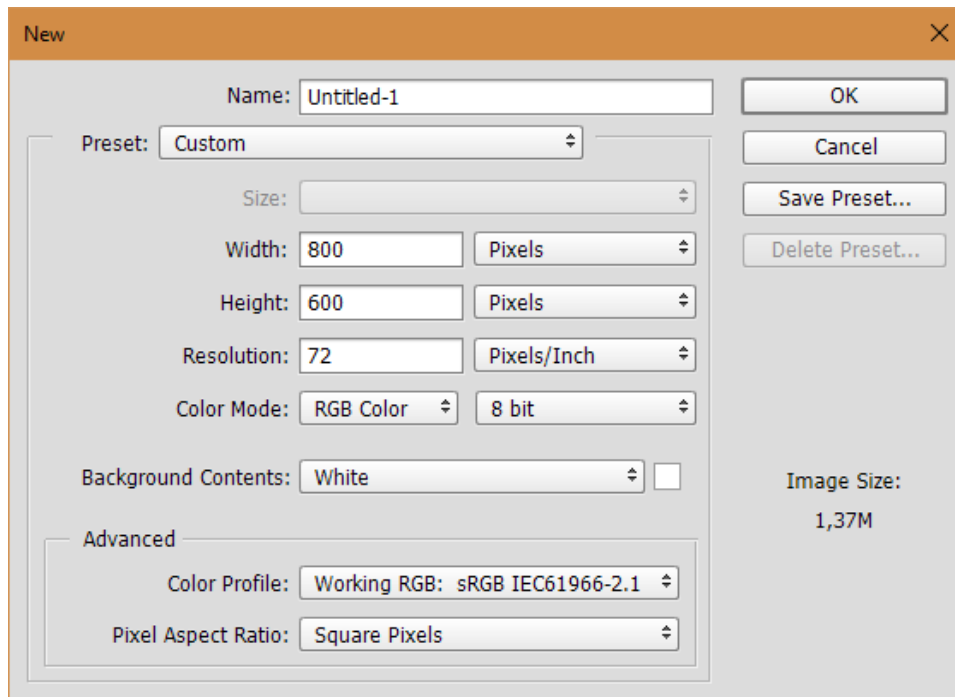 New
Name: Untitled-1
OK
Preset: Custom
Cancel
Size:
Save Preset...
Width: 800 Pixels
Delete Preset...
Height: 600 Pixels
Resolution: 72 Pixels/Inch
Color Mode: RGB Color 8 bit
Background Contents: White
Image Size:
1,37M
Advanced
Color Profile: Working RGB: sRGB IEC61966-2.1
Pixel Aspect Ratio: Square Pixels